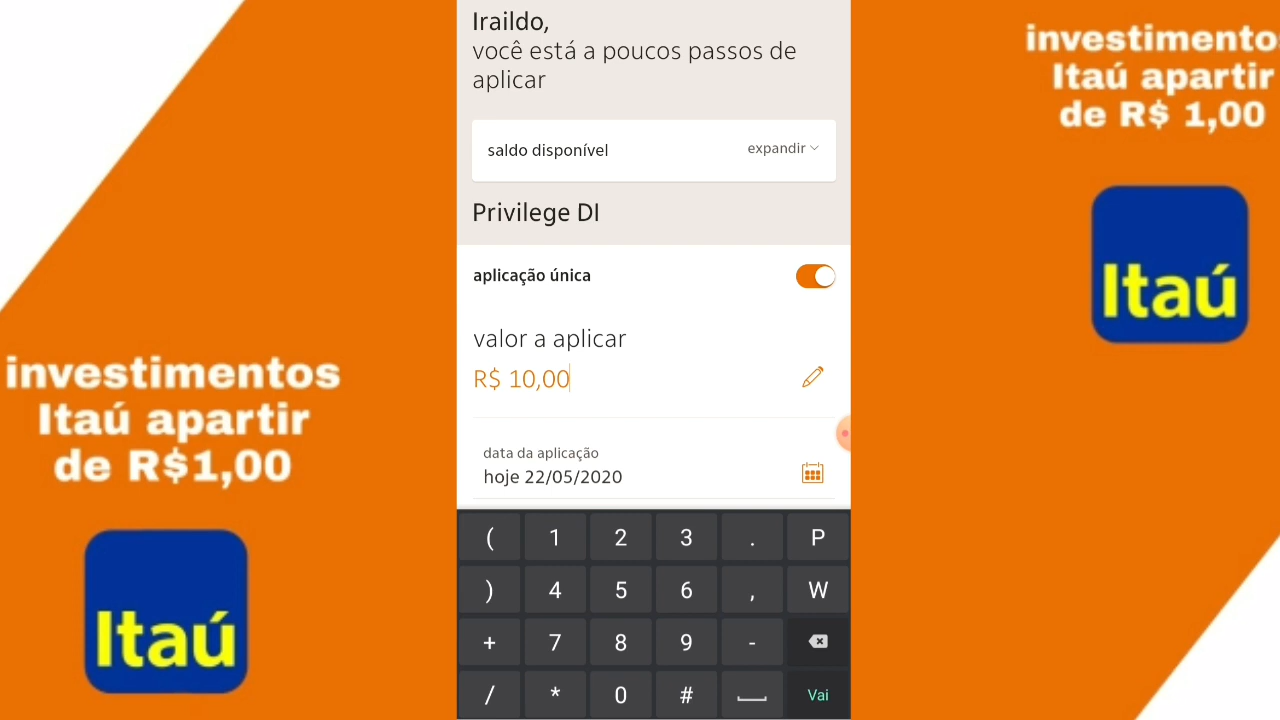 Iraildo,
você está a poucos passos de
aplicar
saldo disponível
expandir
Privilege DI
aplicação única
valor a aplicar
R$ 10,00
data da aplicação
hoje 22/05/2020
( 1 2 3 . P
) 4 5 6 , W
+ 7 8 9 -
/ * 0 # Vai
investimentos
Itaú apartir
de R$1,00
Itaú
investimento
Itaú apartir
de R$ 1,00
Itaú